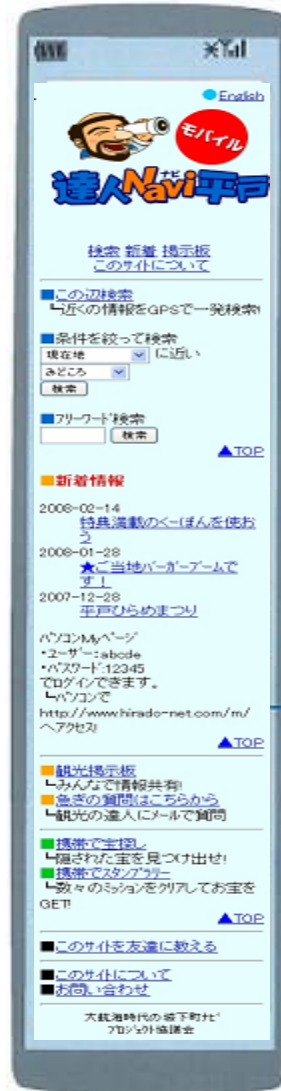 English
モバイル
達人Navi平戸
ナビ
検索 新着 掲示板
このサイトについて
■この辺検索
┗近くの情報をGPSで一発検索!
■条件を絞って検索
現在地 に近い
みどころ
検索
■フリーワード検索
検索
▲TOP
■新着情報
2008-02-14
特典満載のくーぽんを使お
う
2008-01-28
★ご当地バーガーブームで
す!
2007-12-28
平戸ひらめまつり
パソコンMyページ
・ユーザー:abcde
・パスワード:12345
でログインできます。
┗パソコンで
http://www.hirado-net.com/m/
へアクセス!
▲TOP
■観光掲示板
┗みんなで情報共有!
■急ぎの質問はこちらから
┗観光の達人にメールで質問
■携帯で宝探し
┗隠された宝を見つけ出せ!
■携帯でスタンプラリー
┗数々のミッションをクリアしてお宝を
GET!
▲TOP
■このサイトを友達に教える
■このサイトについて
■お問い合わせ
大航海時代の城下町ナビ
プロジェクト協議会